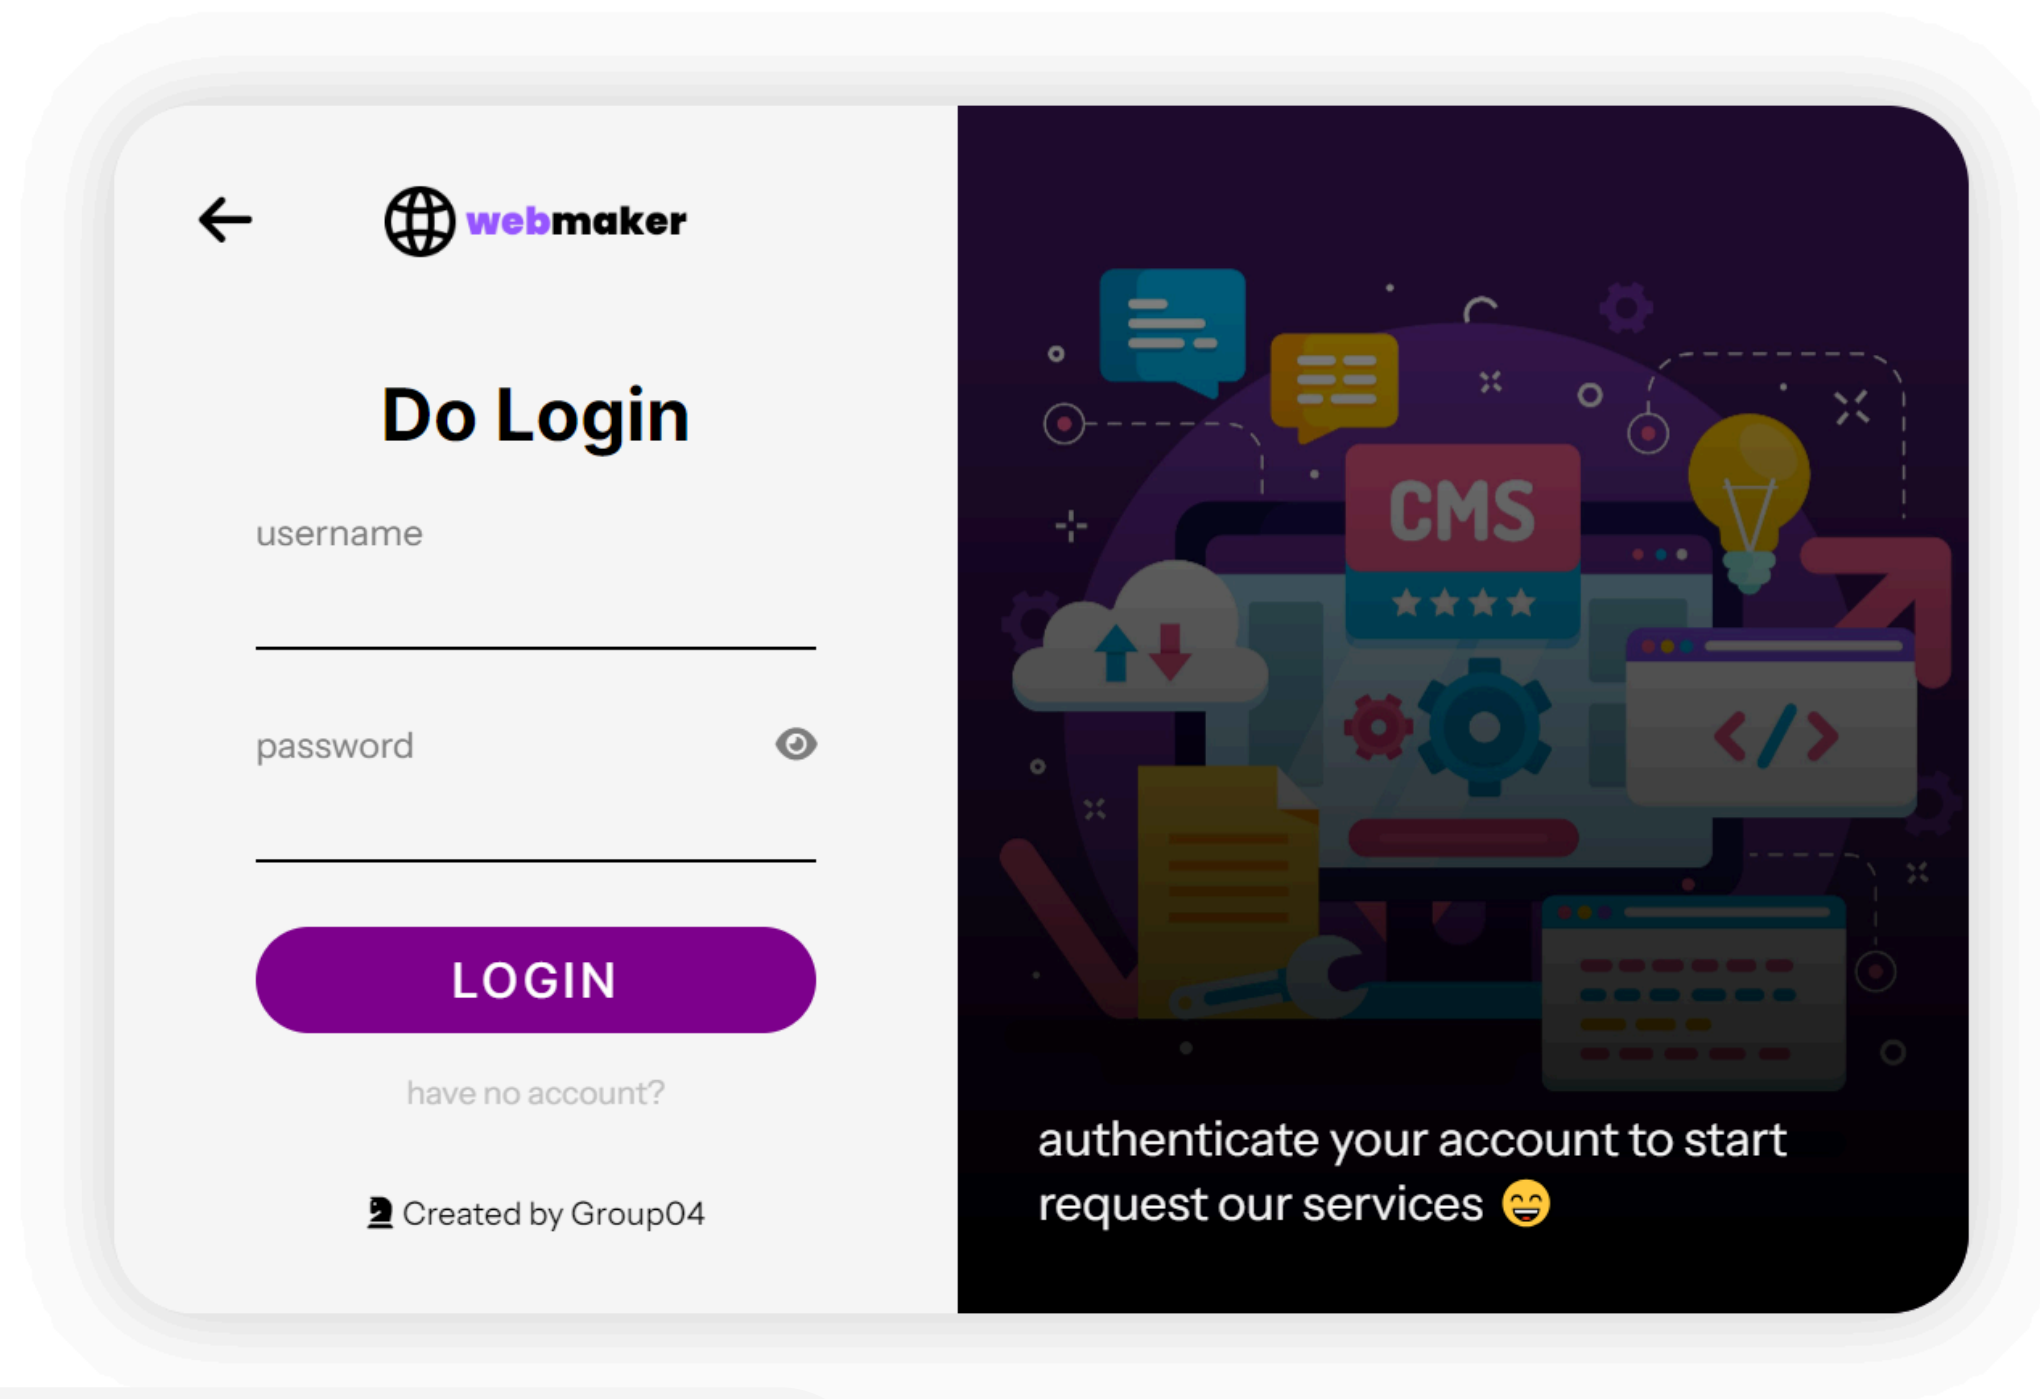 webmaker
Do Login
username
password
LOGIN
have no account?
Created by Group04
CMS
</>
authenticate your account to start
request our services 😄